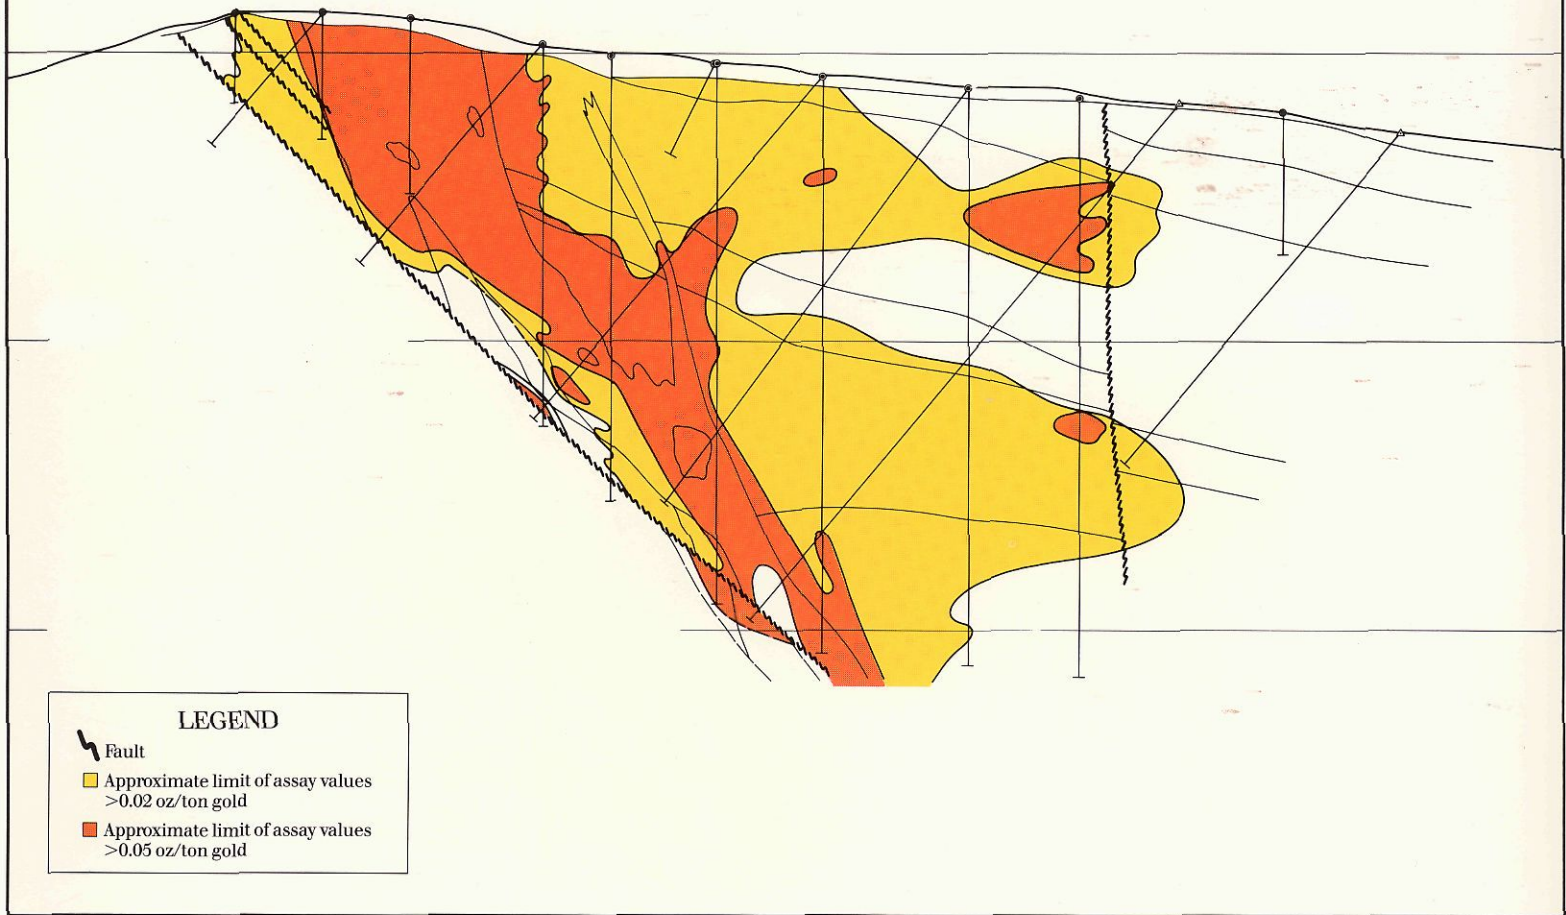 LEGEND
Fault
Approximate limit of assay values
>0.02 oz/ton gold
Approximate limit of assay values
>0.05 oz/ton gold